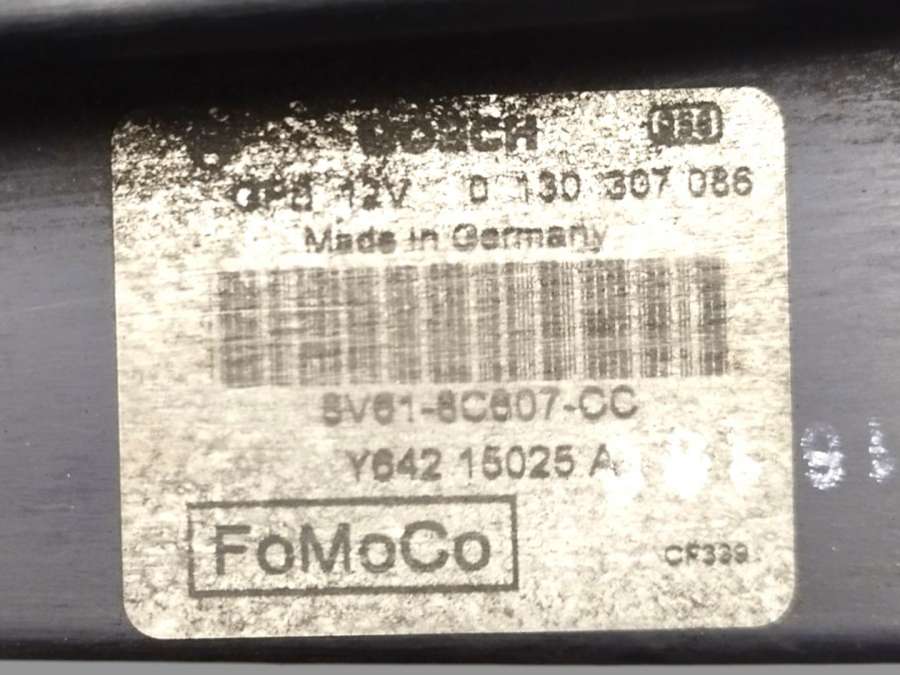 BOSCH
GPB 12V 0 130 307 086
Made in Germany
8V61-8C607-CC
Y642 15025 A
FoMoCo
CF339